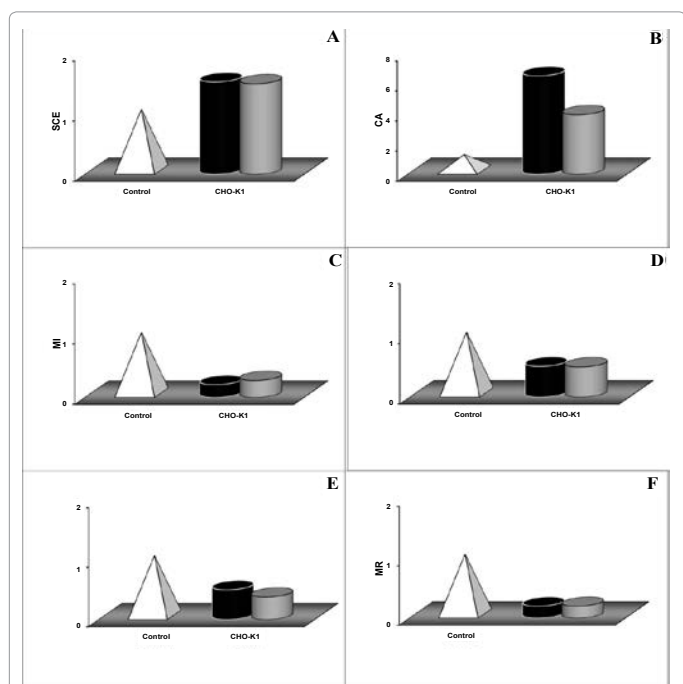 A
2
1
0
SCE
Control
CHO-K1
B
8
6
4
2
0
CA
Control
CHO-K1
C
2
1
0
MI
Control
CHO-K1
D
2
1
0
Control
CHO-K1
E
2
1
0
Control
CHO-K1
F
2
1
0
MR
Control